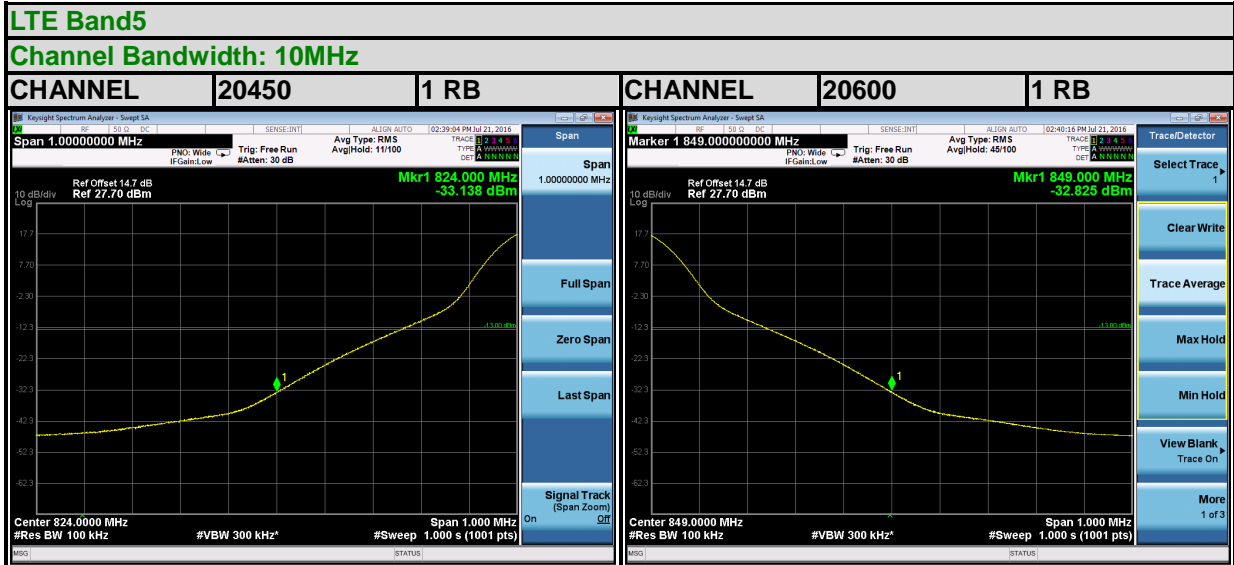 LTE Band5
Channel Bandwidth: 10MHz
CHANNEL 20450 1 RB CHANNEL 20600 1 RB
Keysight Spectrum Analyzer - Swept SA
LXI RF 50 Ω DC SENSE:INT ALIGN AUTO 02:39:04 PM Jul 21, 2016
Span 1.00000000 MHz
PNO: Wide
IFGain:Low
Trig: Free Run
#Atten: 30 dB
Avg Type: RMS
Avg|Hold: 11/100
TRACE 1 2 3 4 5 6
TYPE A WWWWW
DET A N N N N N
Mkr1 824.000 MHz
-33.138 dBm
Ref Offset 14.7 dB
10 dB/div Ref 27.70 dBm
Log
17.7
7.70
-2.30
-12.3
-13.00 dBm
-22.3
-32.3
1
-42.3
-52.3
-62.3
Center 824.0000 MHz Span 1.000 MHz
#Res BW 100 kHz #VBW 300 kHz* #Sweep 1.000 s (1001 pts)
MSG STATUS
Span
Span
1.00000000 MHz
Full Span
Zero Span
Last Span
Signal Track
(Span Zoom)
On Off
Keysight Spectrum Analyzer - Swept SA
LXI RF 50 Ω DC SENSE:INT ALIGN AUTO 02:40:16 PM Jul 21, 2016
Marker 1 849.000000000 MHz
PNO: Wide
IFGain:Low
Trig: Free Run
#Atten: 30 dB
Avg Type: RMS
Avg|Hold: 45/100
TRACE 1 2 3 4 5 6
TYPE A WWWWW
DET A N N N N N
Mkr1 849.000 MHz
-32.825 dBm
Ref Offset 14.7 dB
10 dB/div Ref 27.70 dBm
Log
17.7
7.70
-2.30
-12.3
-13.00 dBm
-22.3
-32.3
1
-42.3
-52.3
-62.3
Center 849.0000 MHz Span 1.000 MHz
#Res BW 100 kHz #VBW 300 kHz* #Sweep 1.000 s (1001 pts)
MSG STATUS
Trace/Detector
Select Trace
1
Clear Write
Trace Average
Max Hold
Min Hold
View Blank
Trace On
More
1 of 3